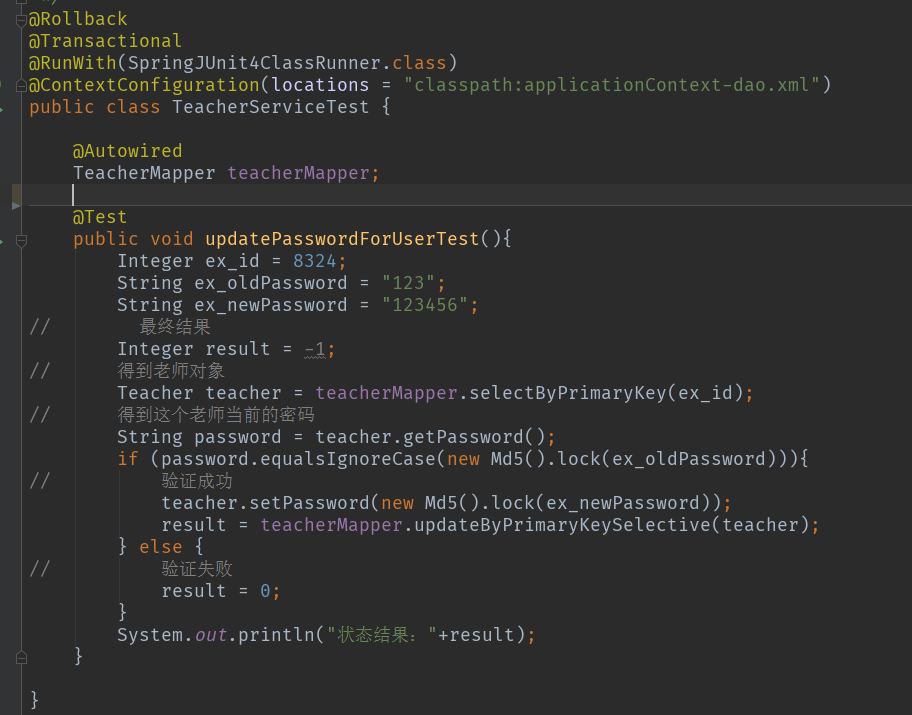 @Rollback
@Transactional
@RunWith(SpringJUnit4ClassRunner.class)
@ContextConfiguration(locations = "classpath:applicationContext-dao.xml")
public class TeacherServiceTest {
@Autowired
TeacherMapper teacherMapper;
@Test
public void updatePasswordForUserTest(){
Integer ex_id = 8324;
String ex_oldPassword = "123";
String ex_newPassword = "123456";
// 最终结果
Integer result = -1;
// 得到老师对象
Teacher teacher = teacherMapper.selectByPrimaryKey(ex_id);
// 得到这个老师当前的密码
String password = teacher.getPassword();
if (password.equalsIgnoreCase(new Md5().lock(ex_oldPassword))){
// 验证成功
teacher.setPassword(new Md5().lock(ex_newPassword));
result = teacherMapper.updateByPrimaryKeySelective(teacher);
} else {
// 验证失败
result = 0;
}
System.out.println("状态结果："+result);
}
}